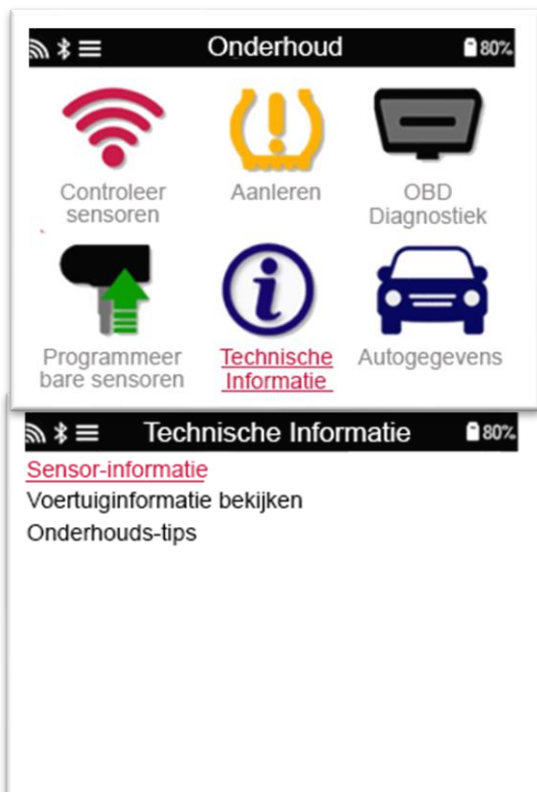 Onderhoud 80%
Controleer sensoren
Aanleren
OBD Diagnostiek
Programmeer bare sensoren
Technische Informatie
Autogegevens
Technische Informatie 80%
Sensor-informatie
Voertuiginformatie bekijken
Onderhouds-tips